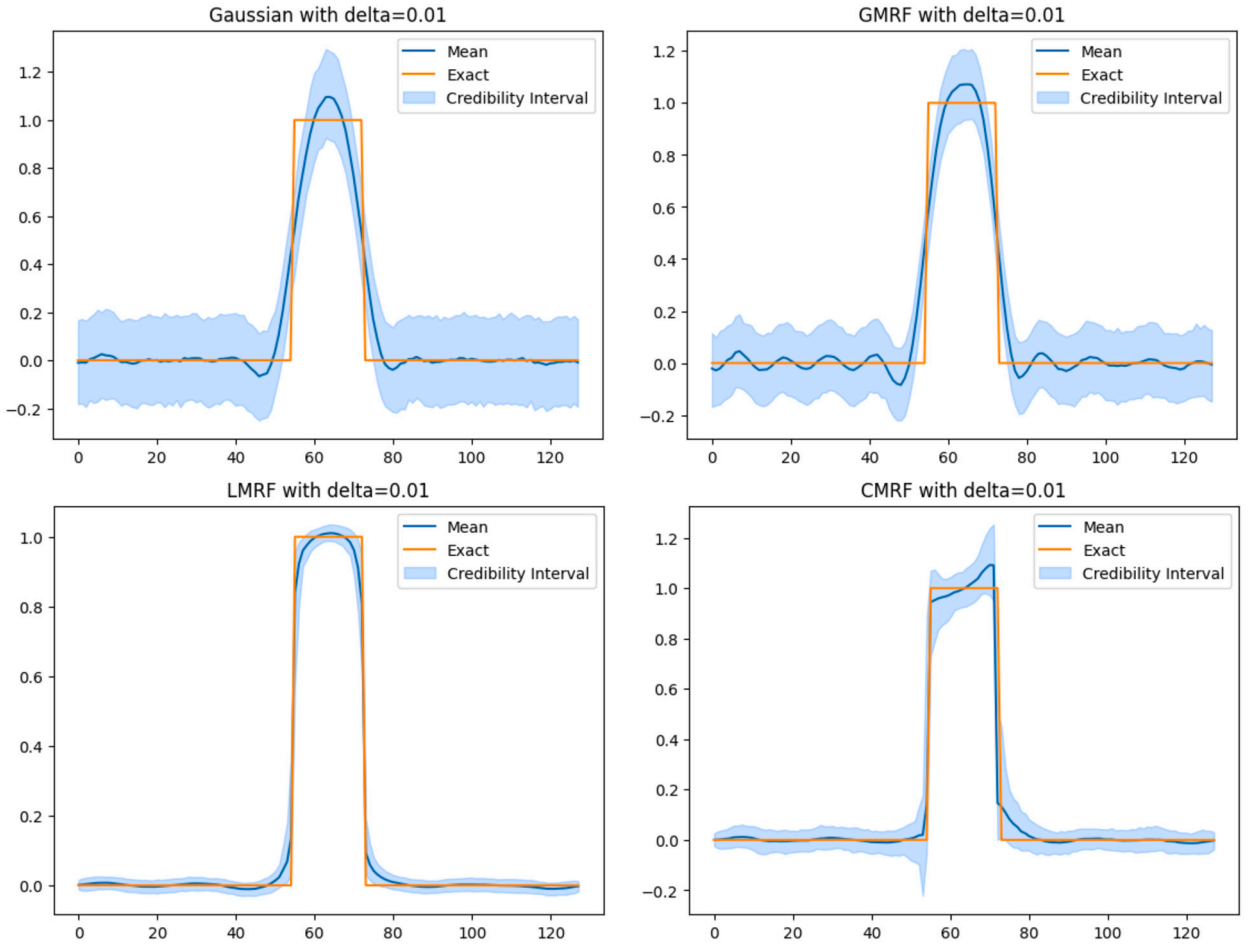 Gaussian with delta=0.01
Mean
Exact
Credibility Interval
1.2
1.0
0.8
0.6
0.4
0.2
0.0
−0.2
0 20 40 60 80 100 120
GMRF with delta=0.01
Mean
Exact
Credibility Interval
1.2
1.0
0.8
0.6
0.4
0.2
0.0
−0.2
0 20 40 60 80 100 120
LMRF with delta=0.01
Mean
Exact
Credibility Interval
1.0
0.8
0.6
0.4
0.2
0.0
0 20 40 60 80 100 120
CMRF with delta=0.01
Mean
Exact
Credibility Interval
1.2
1.0
0.8
0.6
0.4
0.2
0.0
−0.2
0 20 40 60 80 100 120